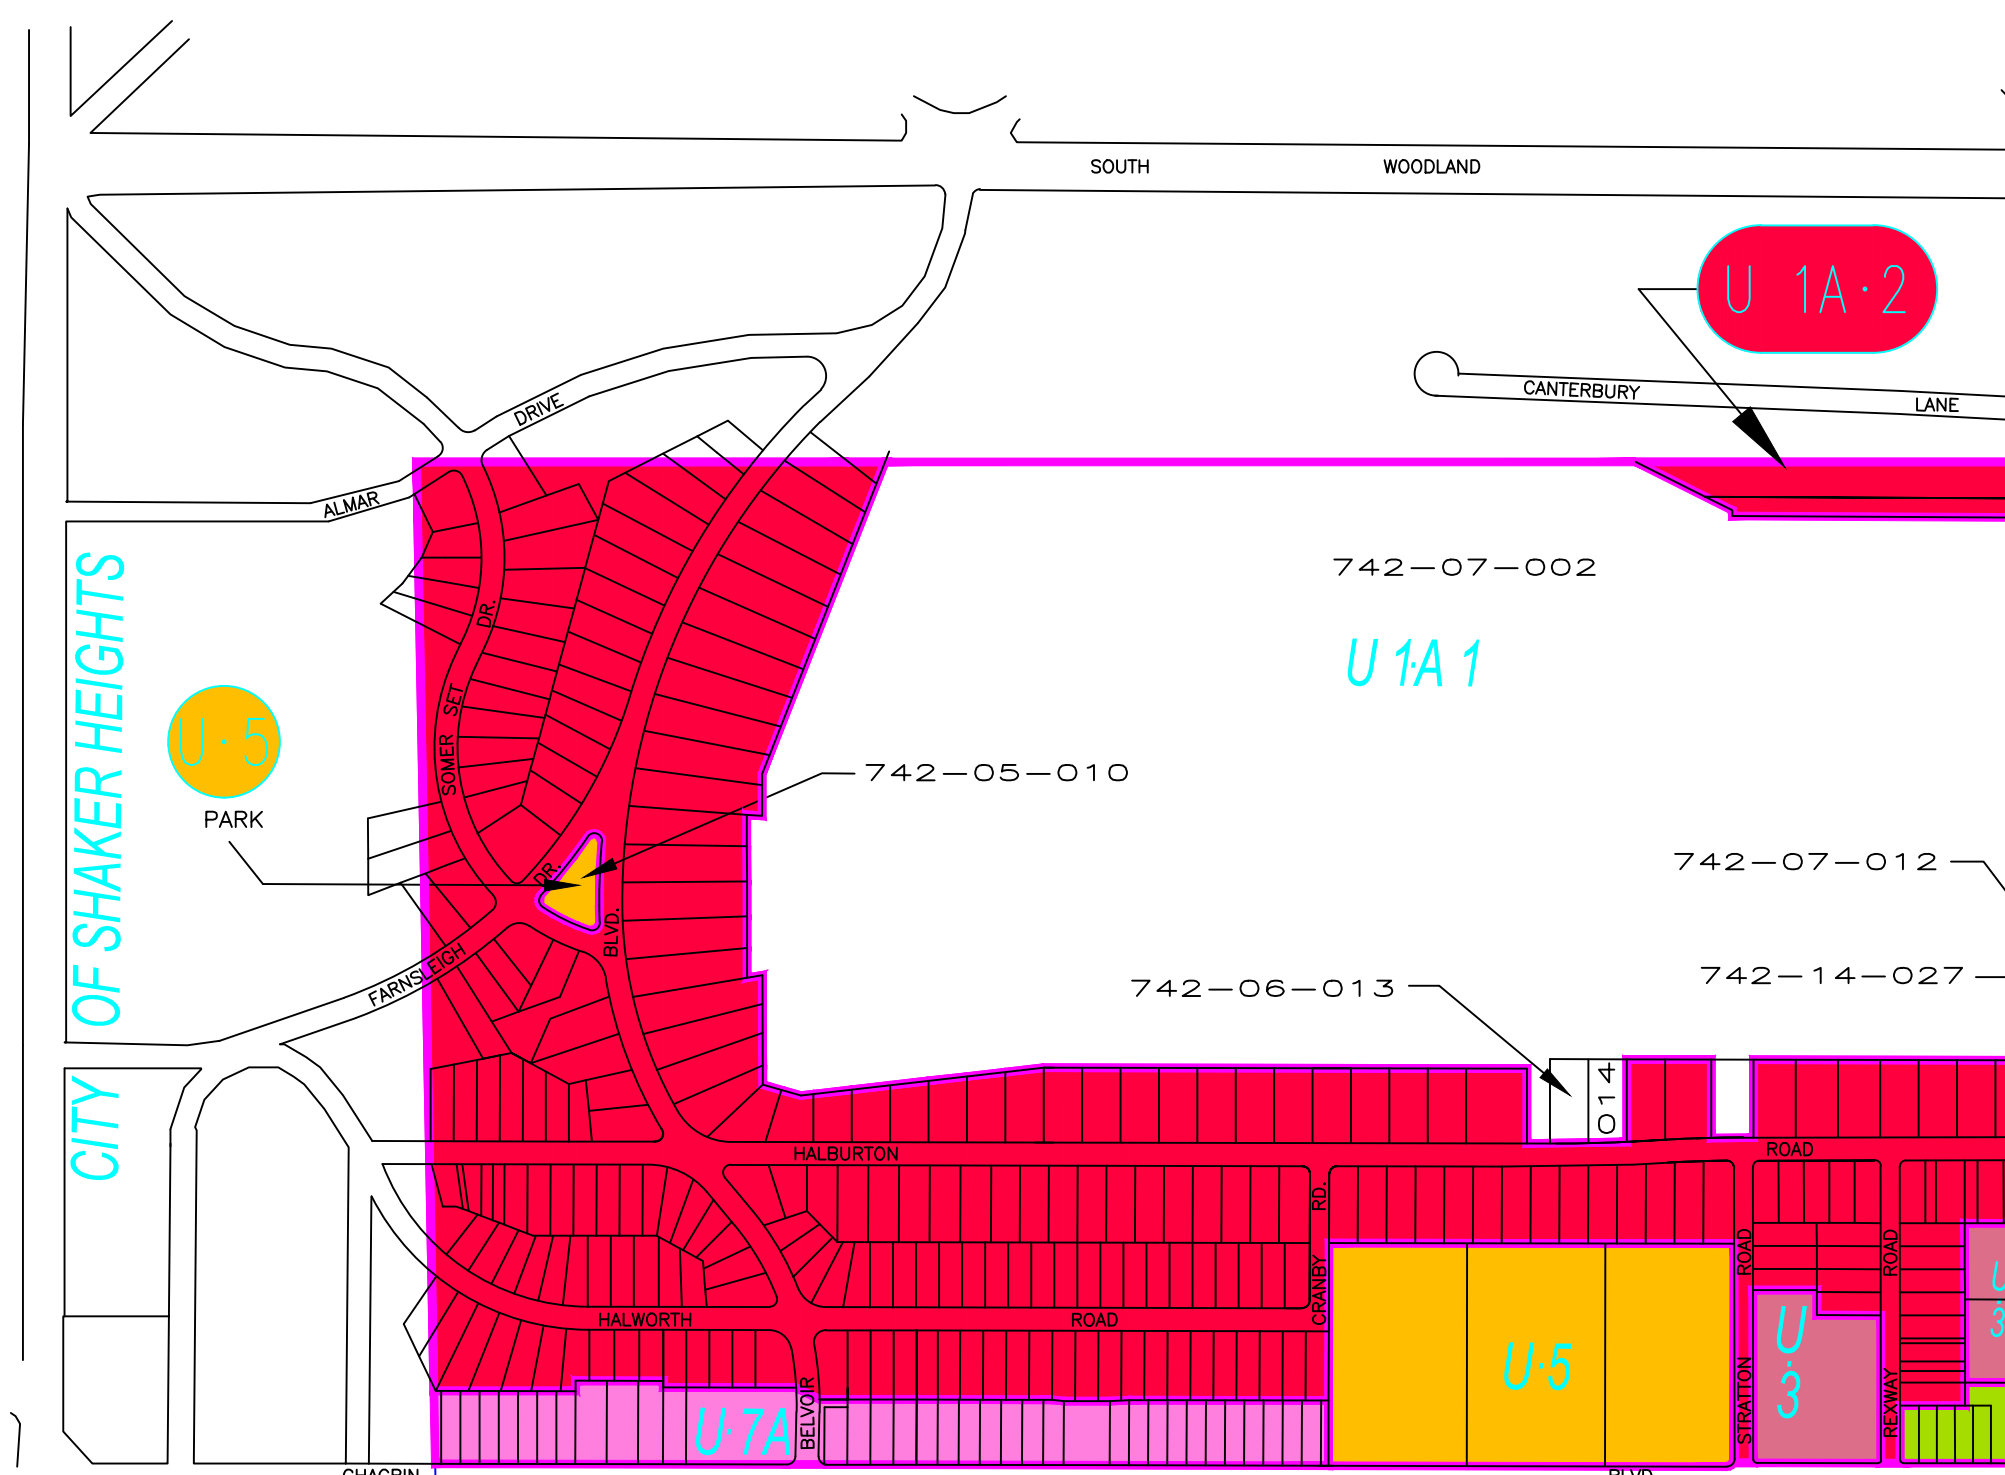 SOUTH WOODLAND
U 1A·2
CANTERBURY LANE
DRIVE
ALMAR
742-07-002
U 1·A 1
DR.
SOMER SET
U·5
PARK
742-05-010
DR.
BLVD.
FARNSLEIGH
CITY OF SHAKER HEIGHTS
742-07-012
742-14-027
742-06-013
014
HALBURTON ROAD
CRANBY RD.
HALWORTH ROAD
STRATTON ROAD
REXWAY ROAD
BELVOIR
U·7A
U·5
U·3
U·3
CHAGRIN BLVD